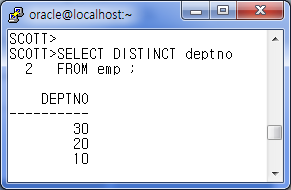 oracle@localhost:~
SCOTT>
SCOTT>SELECT DISTINCT deptno
2 FROM emp ;
DEPTNO
----------
30
20
10